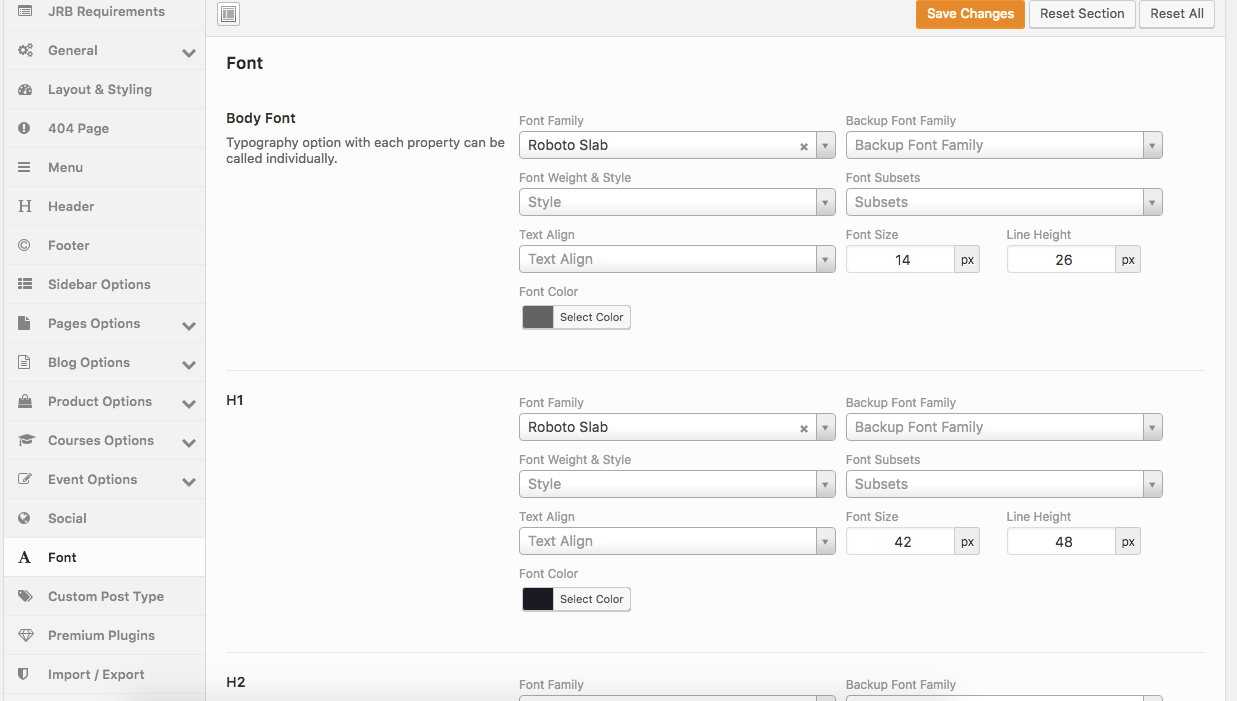 JRB Requirements
General
Layout & Styling
404 Page
Menu
Header
Footer
Sidebar Options
Pages Options
Blog Options
Product Options
Courses Options
Event Options
Social
Font
Custom Post Type
Premium Plugins
Import / Export
Save Changes Reset Section Reset All
Font
Body Font
Typography option with each property can be
called individually.
Font Family Backup Font Family
Roboto Slab × Backup Font Family
Font Weight & Style Font Subsets
Style Subsets
Text Align Font Size Line Height
Text Align 14 px 26 px
Font Color
Select Color
H1
Font Family Backup Font Family
Roboto Slab × Backup Font Family
Font Weight & Style Font Subsets
Style Subsets
Text Align Font Size Line Height
Text Align 42 px 48 px
Font Color
Select Color
H2
Font Family Backup Font Family